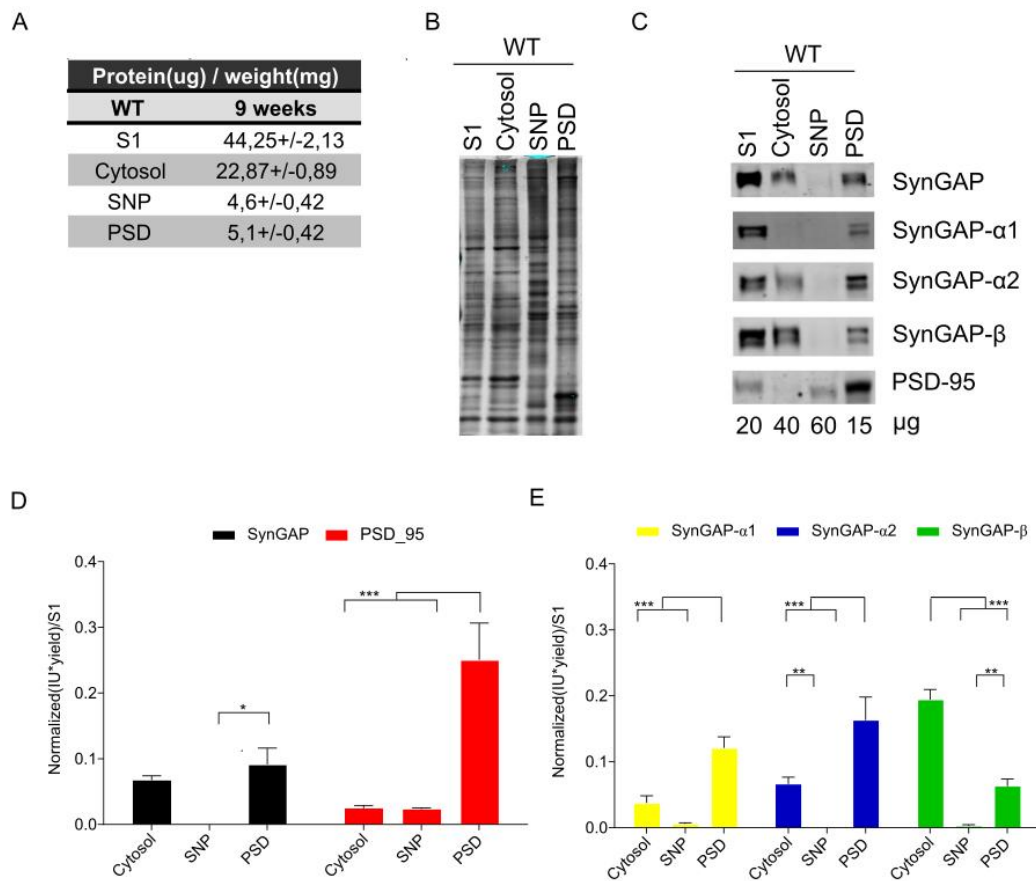 A
Protein(ug) / weight(mg)
WT 9 weeks
S1 44,25+/-2,13
Cytosol 22,87+/-0,89
SNP 4,6+/-0,42
PSD 5,1+/-0,42
B
WT
S1 Cytosol SNP PSD
C
WT
S1 Cytosol SNP PSD
SynGAP
SynGAP-α1
SynGAP-α2
SynGAP-β
PSD-95
20 40 60 15 µg
D
SynGAP PSD_95
Normalized(IU*yield)/S1
0.4
0.3
0.2
0.1
0.0
***
*
Cytosol SNP PSD Cytosol SNP PSD
E
SynGAP-α1 SynGAP-α2 SynGAP-β
Normalized(IU*yield)/S1
0.4
0.3
0.2
0.1
0.0
*** *** ***
** **
Cytosol SNP PSD Cytosol SNP PSD Cytosol SNP PSD